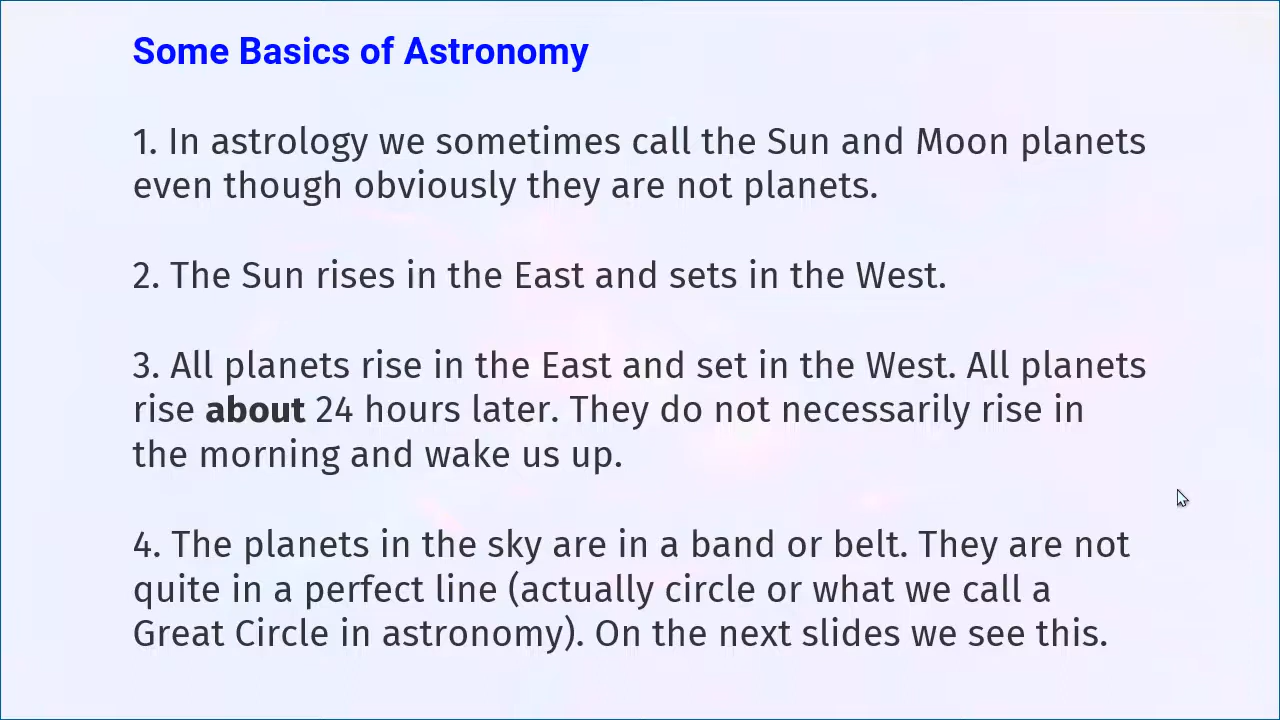 Some Basics of Astronomy
1. In astrology we sometimes call the Sun and Moon planets
even though obviously they are not planets.
2. The Sun rises in the East and sets in the West.
3. All planets rise in the East and set in the West. All planets
rise about 24 hours later. They do not necessarily rise in
the morning and wake us up.
4. The planets in the sky are in a band or belt. They are not
quite in a perfect line (actually circle or what we call a
Great Circle in astronomy). On the next slides we see this.